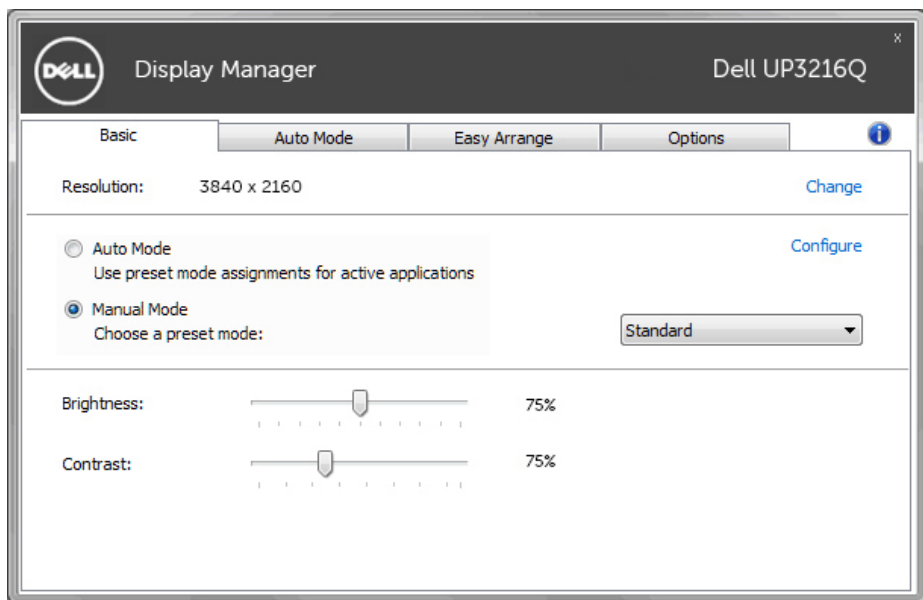 DELL Display Manager Dell UP3216Q x
Basic Auto Mode Easy Arrange Options i
Resolution: 3840 x 2160 Change
Auto Mode Configure
Use preset mode assignments for active applications
Manual Mode
Choose a preset mode: Standard
Brightness: 75%
Contrast: 75%